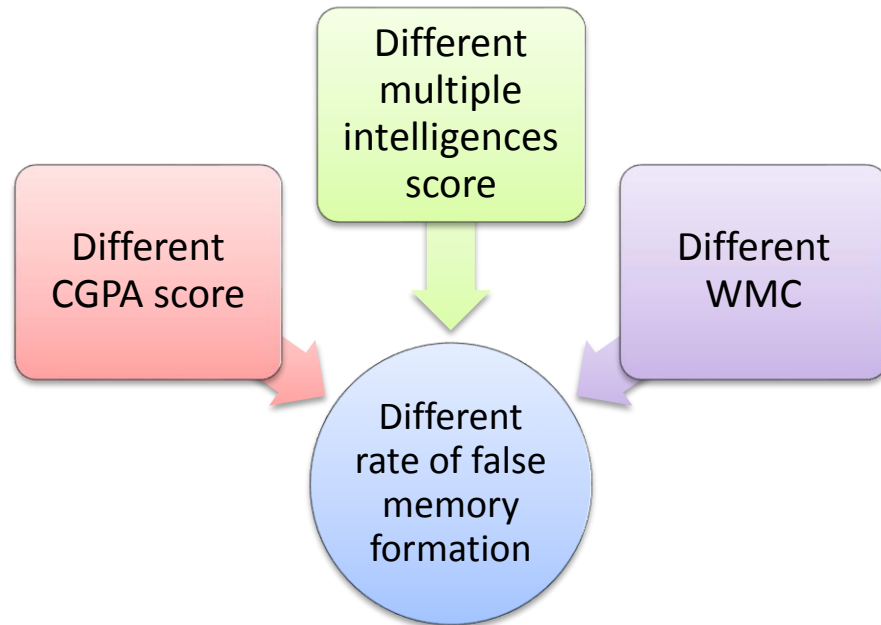 Different
multiple
intelligences
score
Different
CGPA score
Different
WMC
Different
rate of false
memory
formation